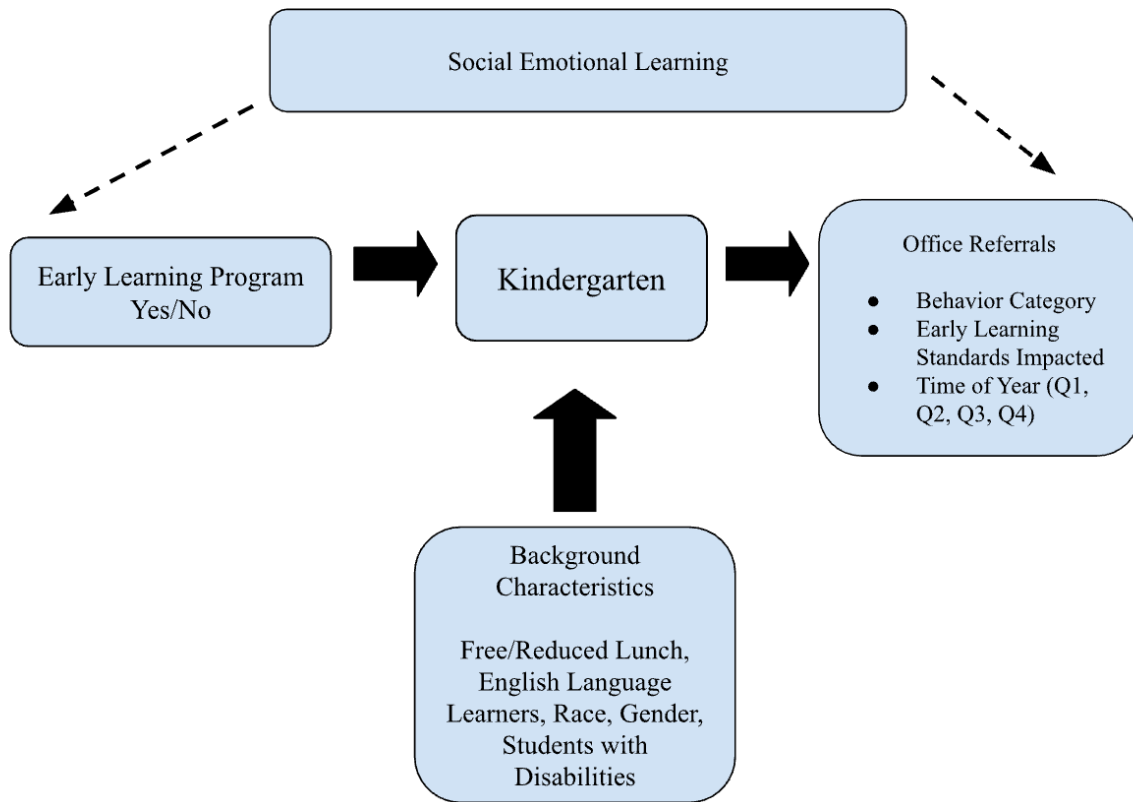 Social Emotional Learning
Early Learning Program
Yes/No
Kindergarten
Office Referrals
● Behavior Category
● Early Learning
Standards Impacted
● Time of Year (Q1,
Q2, Q3, Q4)
Background
Characteristics
Free/Reduced Lunch,
English Language
Learners, Race, Gender,
Students with
Disabilities